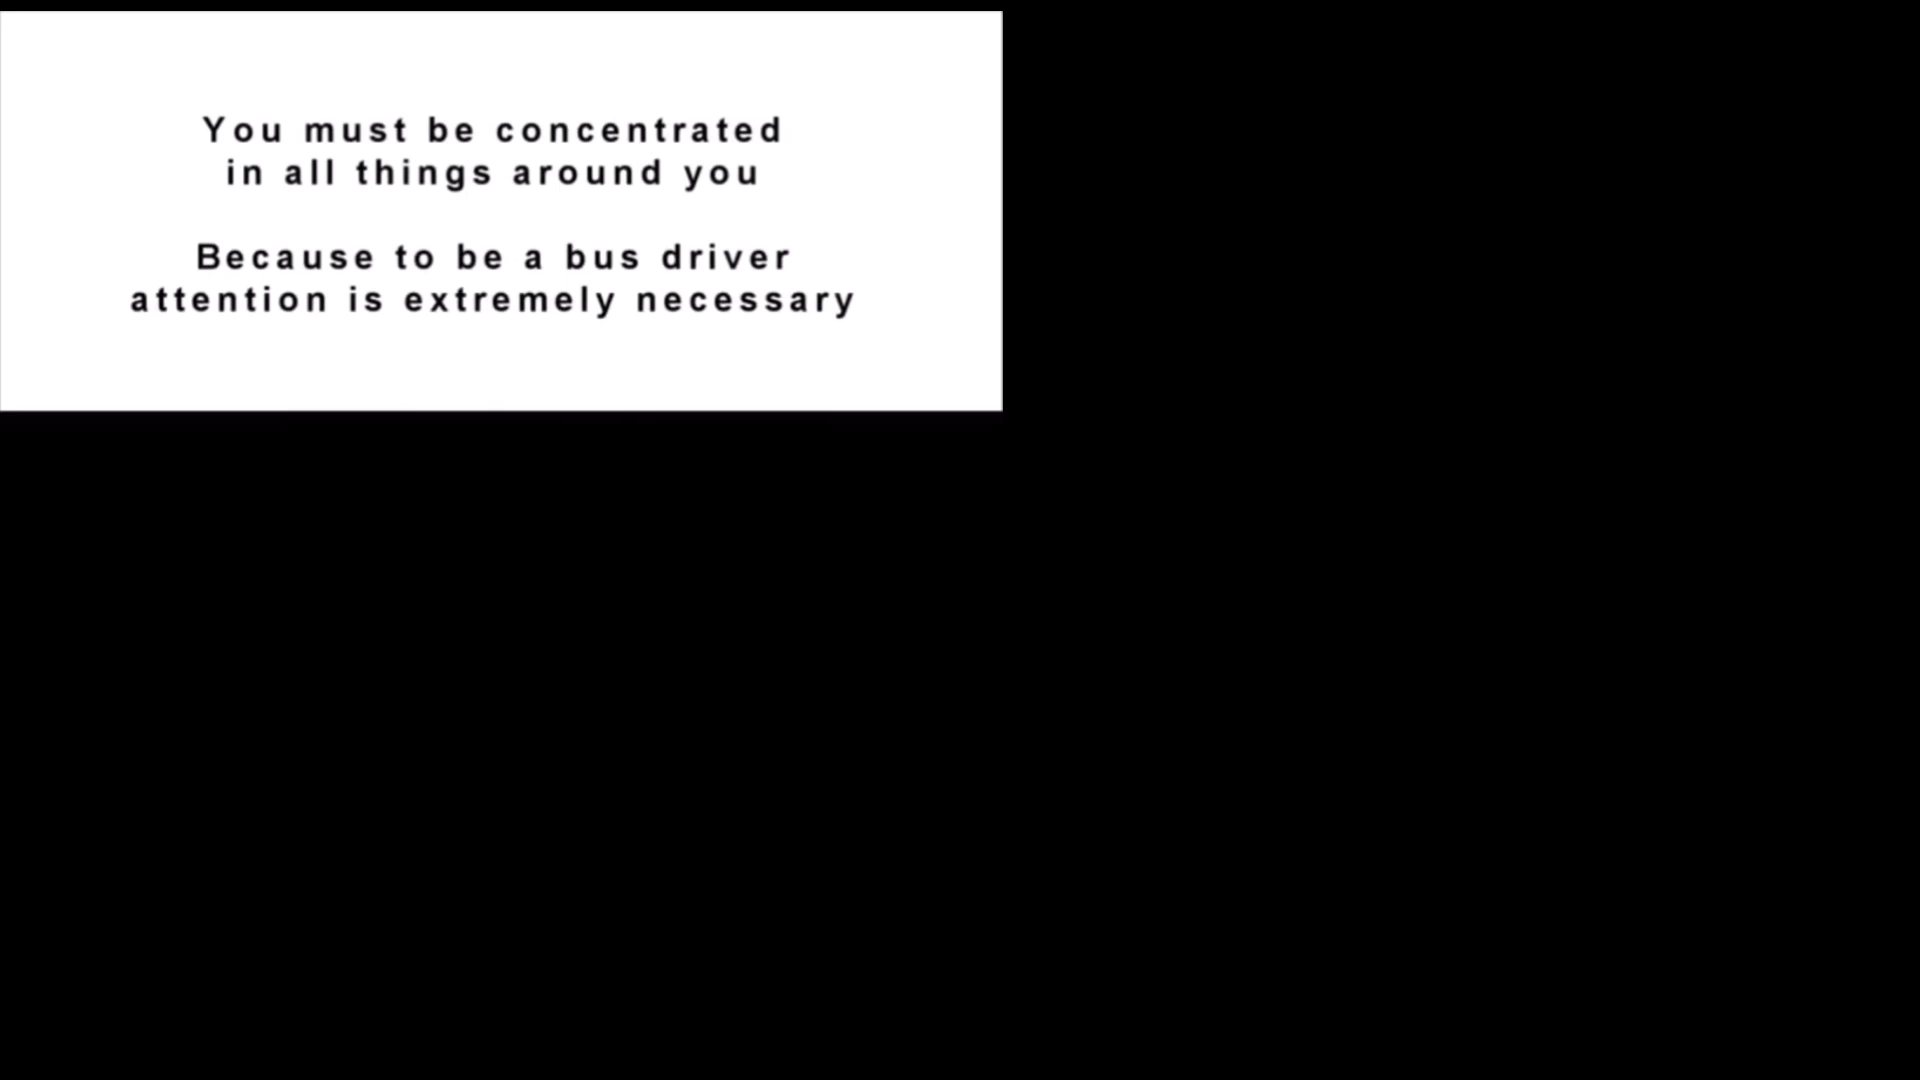 You must be concentrated
in all things around you
Because to be a bus driver
attention is extremely necessary